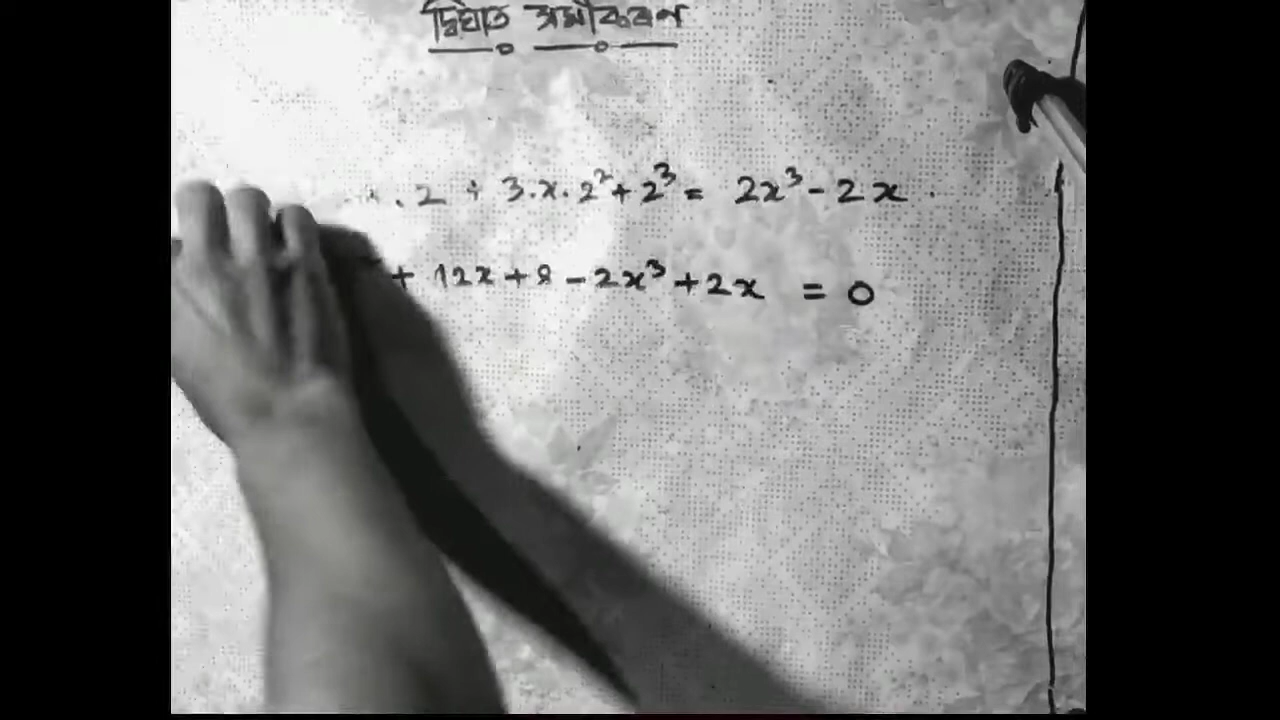 দ্বিঘাত সমীকরণ
. 2 + 3.x.2² + 2³ = 2x³ - 2x .
+ 12x + 8 - 2x³ + 2x = 0